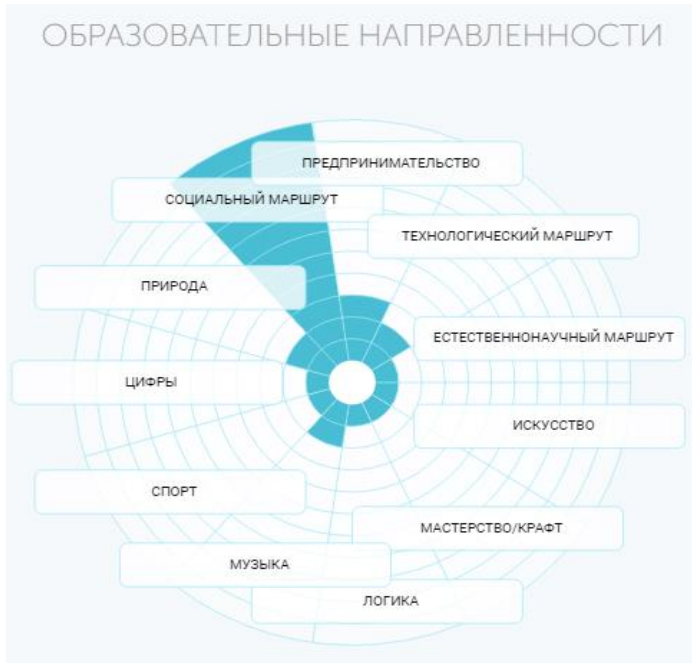 ОБРАЗОВАТЕЛЬНЫЕ НАПРАВЛЕННОСТИ
ПРЕДПРИНИМАТЕЛЬСТВО
СОЦИАЛЬНЫЙ МАРШРУТ
ТЕХНОЛОГИЧЕСКИЙ МАРШРУТ
ПРИРОДА
ЕСТЕСТВЕННОНАУЧНЫЙ МАРШРУТ
ЦИФРЫ
ИСКУССТВО
СПОРТ
МАСТЕРСТВО/КРАФТ
МУЗЫКА
ЛОГИКА